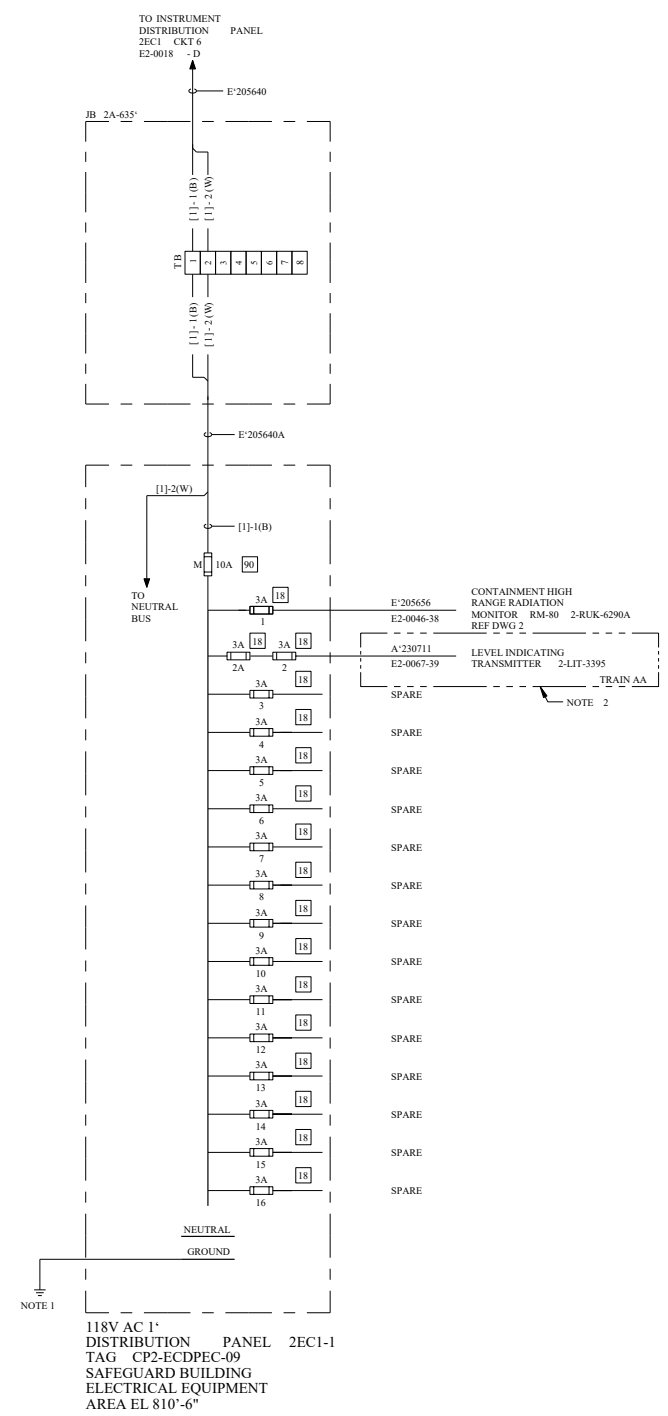 TO INSTRUMENT
DISTRIBUTION PANEL
2EC1 CKT 6
E2-0018 - D
E‘205640
JB 2A-635‘
[1]-1(B)
[1]-2(W)
TB
1 2 3 4 5 6 7 8
[1]-1(B)
[1]-2(W)
E‘205640A
[1]-2(W)
[1]-1(B)
M 10A 90
TO
NEUTRAL
BUS
3A 18
1
E‘205656
E2-0046-38
CONTAINMENT HIGH
RANGE RADIATION
MONITOR RM-80 2-RUK-6290A
REF DWG 2
3A 18 3A 18
2A 2
A‘230711
E2-0067-39
LEVEL INDICATING
TRANSMITTER 2-LIT-3395
TRAIN AA
NOTE 2
3A 18
3
SPARE
3A 18
4
SPARE
3A 18
5
SPARE
3A 18
6
SPARE
3A 18
7
SPARE
3A 18
8
SPARE
3A 18
9
SPARE
3A 18
10
SPARE
3A 18
11
SPARE
3A 18
12
SPARE
3A 18
13
SPARE
3A 18
14
SPARE
3A 18
15
SPARE
3A 18
16
SPARE
NEUTRAL
GROUND
NOTE 1
118V AC 1‘
DISTRIBUTION PANEL 2EC1-1
TAG CP2-ECDPEC-09
SAFEGUARD BUILDING
ELECTRICAL EQUIPMENT
AREA EL 810’-6"